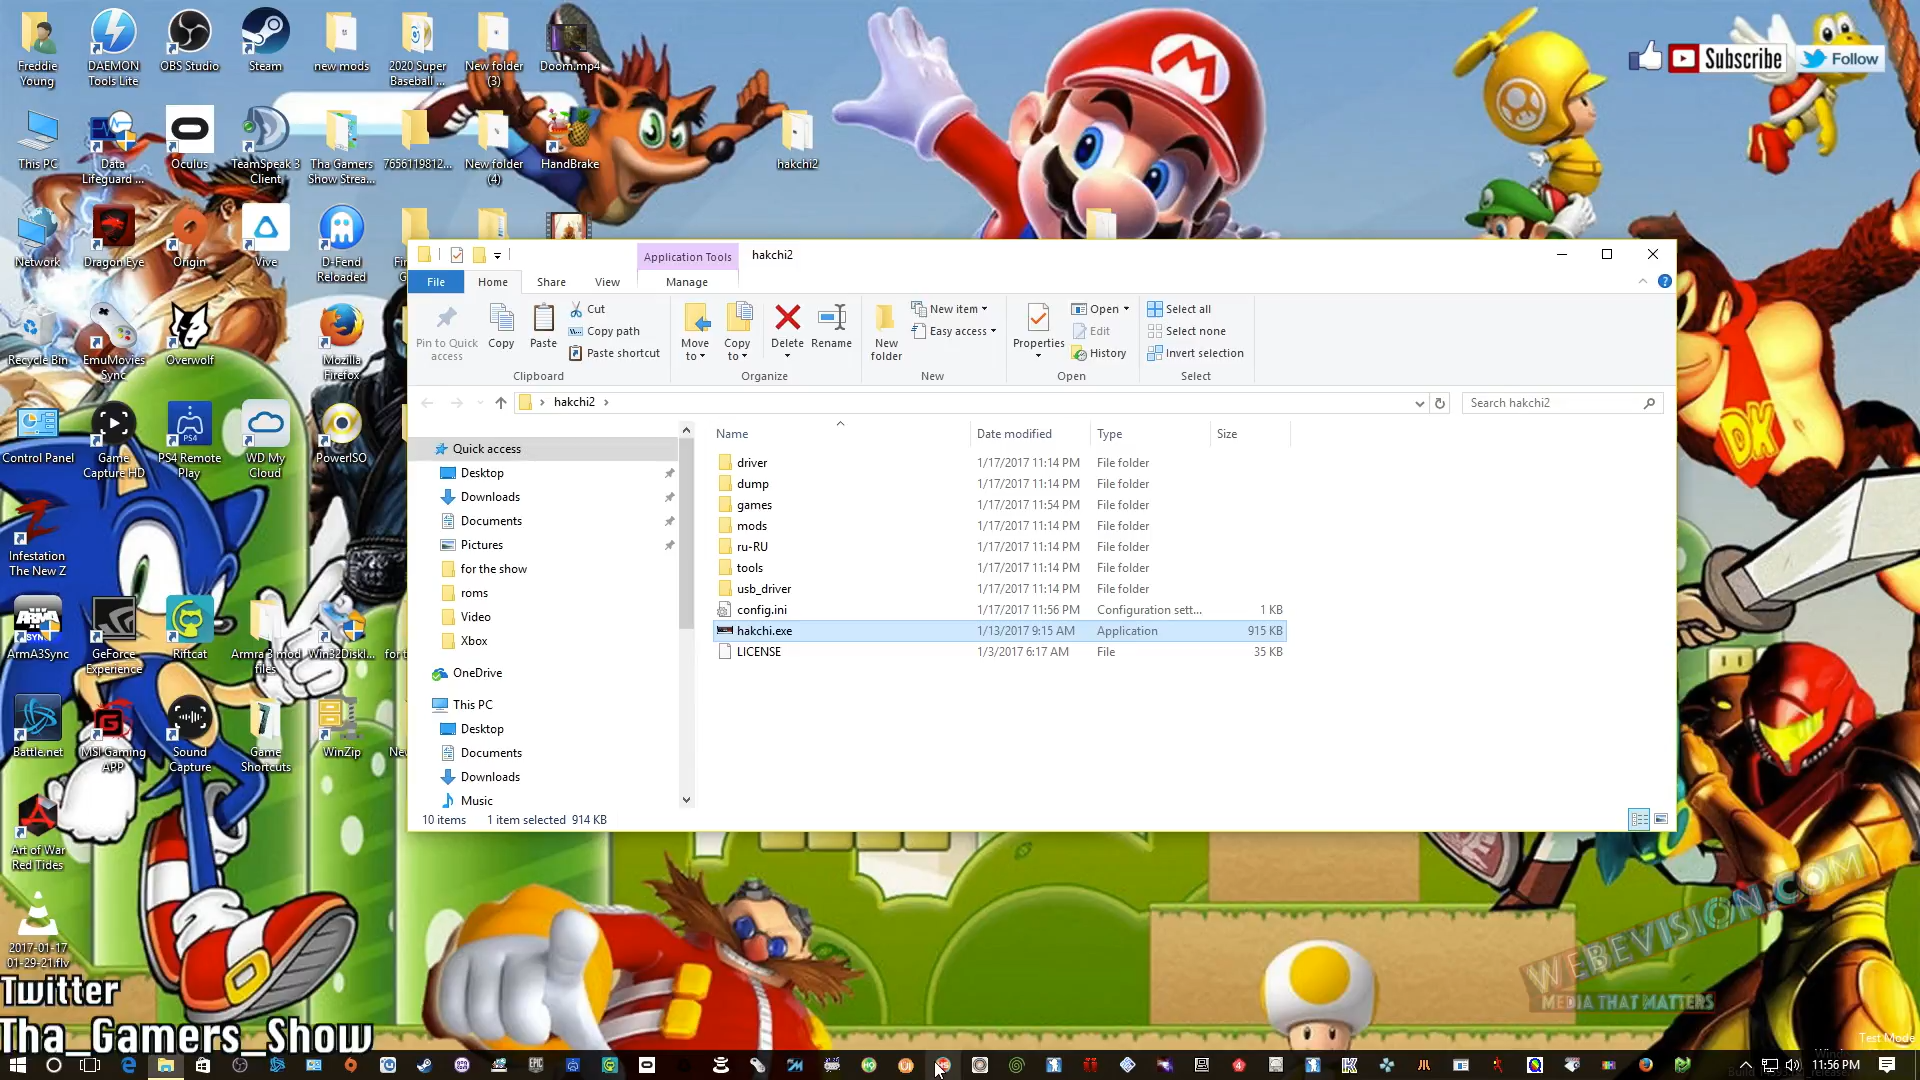 Freddie Young
DAEMON Tools Lite
OBS Studio
Steam
new mods
2020 Super Baseball ...
New folder (3)
Doom.mp4
Subscribe
Follow
This PC
Data Lifeguard ...
Oculus
TeamSpeak 3 Client
Tha Gamers Show Strea...
7656119812...
New folder (4)
HandBrake
hakchi2
Network
Dragon Eye
Origin
Vive
D-Fend Reloaded
Recycle Bin
EmuMovies Sync
Overwolf
Mozilla Firefox
Control Panel
Game Capture HD
PS4 Remote Play
WD My Cloud
PowerISO
Infestation The New Z
ArmA3Sync
GeForce Experience
Riftcat
Armra 3 mod files
Win32Diskl...
Battle.net
MSI Gaming APP
Sound Capture
Game Shortcuts
WinZip
Art of War Red Tides
2017-01-17 01-29-21.flv
Application Tools
hakchi2
File
Home
Share
View
Manage
Pin to Quick access
Copy
Paste
Cut
Copy path
Paste shortcut
Clipboard
Move to
Copy to
Delete
Rename
Organize
New folder
New item
Easy access
New
Properties
Open
Edit
History
Open
Select all
Select none
Invert selection
Select
hakchi2
Search hakchi2
Quick access
Desktop
Downloads
Documents
Pictures
for the show
roms
Video
Xbox
OneDrive
This PC
Desktop
Documents
Downloads
Music
Name Date modified Type Size
driver 1/17/2017 11:14 PM File folder
dump 1/17/2017 11:14 PM File folder
games 1/17/2017 11:54 PM File folder
mods 1/17/2017 11:14 PM File folder
ru-RU 1/17/2017 11:14 PM File folder
tools 1/17/2017 11:14 PM File folder
usb_driver 1/17/2017 11:14 PM File folder
config.ini 1/17/2017 11:56 PM Configuration sett... 1 KB
hakchi.exe 1/13/2017 9:15 AM Application 915 KB
LICENSE 1/3/2017 6:17 AM File 35 KB
10 items 1 item selected 914 KB
WEBEVISION.COM
MEDIA THAT MATTERS
Twitter
Tha_Gamers_Show
Test Mode
11:56 PM